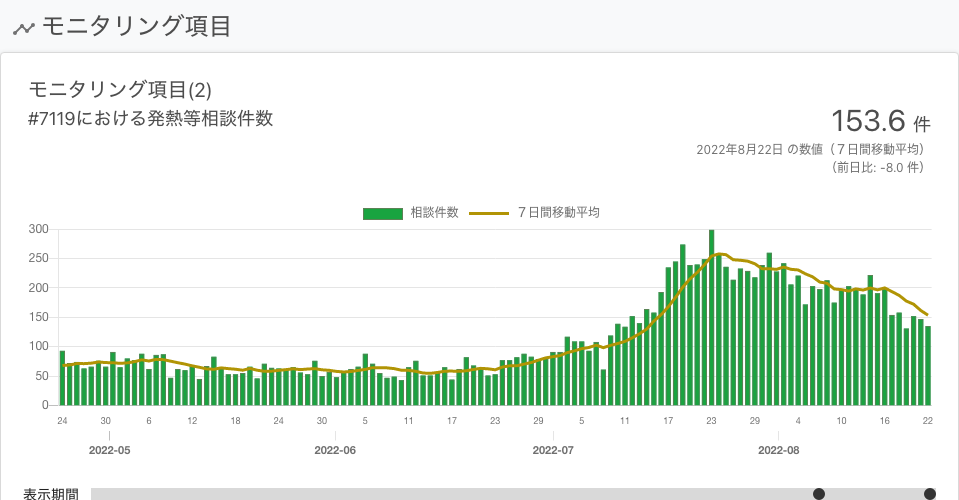 モニタリング項目
モニタリング項目(2)
#7119における発熱等相談件数
153.6 件
2022年8月22日 の数値（７日間移動平均）
（前日比: -8.0 件）
相談件数 ７日間移動平均
300
250
200
150
100
50
0
24 30 6 12 18 24 30 5 11 17 23 29 5 11 17 23 29 4 10 16 22
2022-05 2022-06 2022-07 2022-08
表示期間